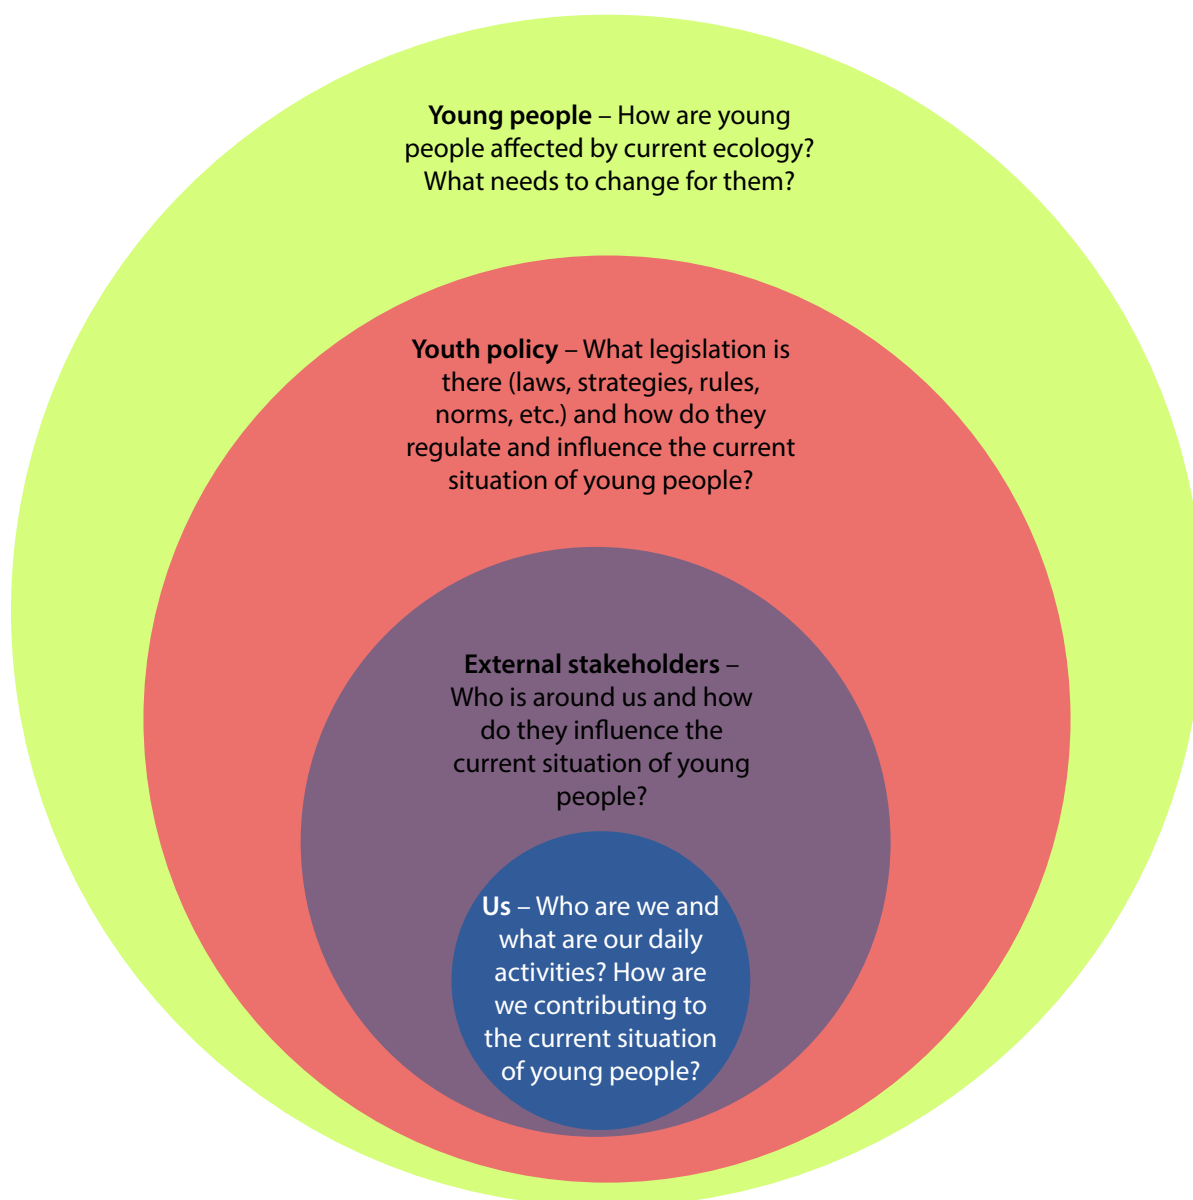 Young people – How are young
people affected by current ecology?
What needs to change for them?
Youth policy – What legislation is
there (laws, strategies, rules,
norms, etc.) and how do they
regulate and influence the current
situation of young people?
External stakeholders –
Who is around us and how
do they influence the
current situation of young
people?
Us – Who are we and
what are our daily
activities? How are
we contributing to
the current situation
of young people?